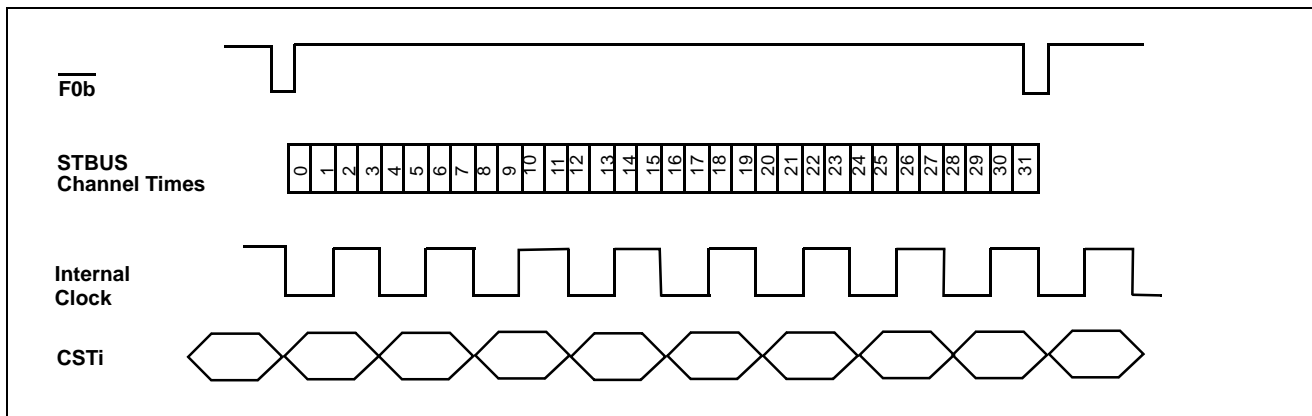 F0b
STBUS
Channel Times
0 1 2 3 4 5 6 7 8 9 10 11 12 13 14 15 16 17 18 19 20 21 22 23 24 25 26 27 28 29 30 31
Internal
Clock
CSTi